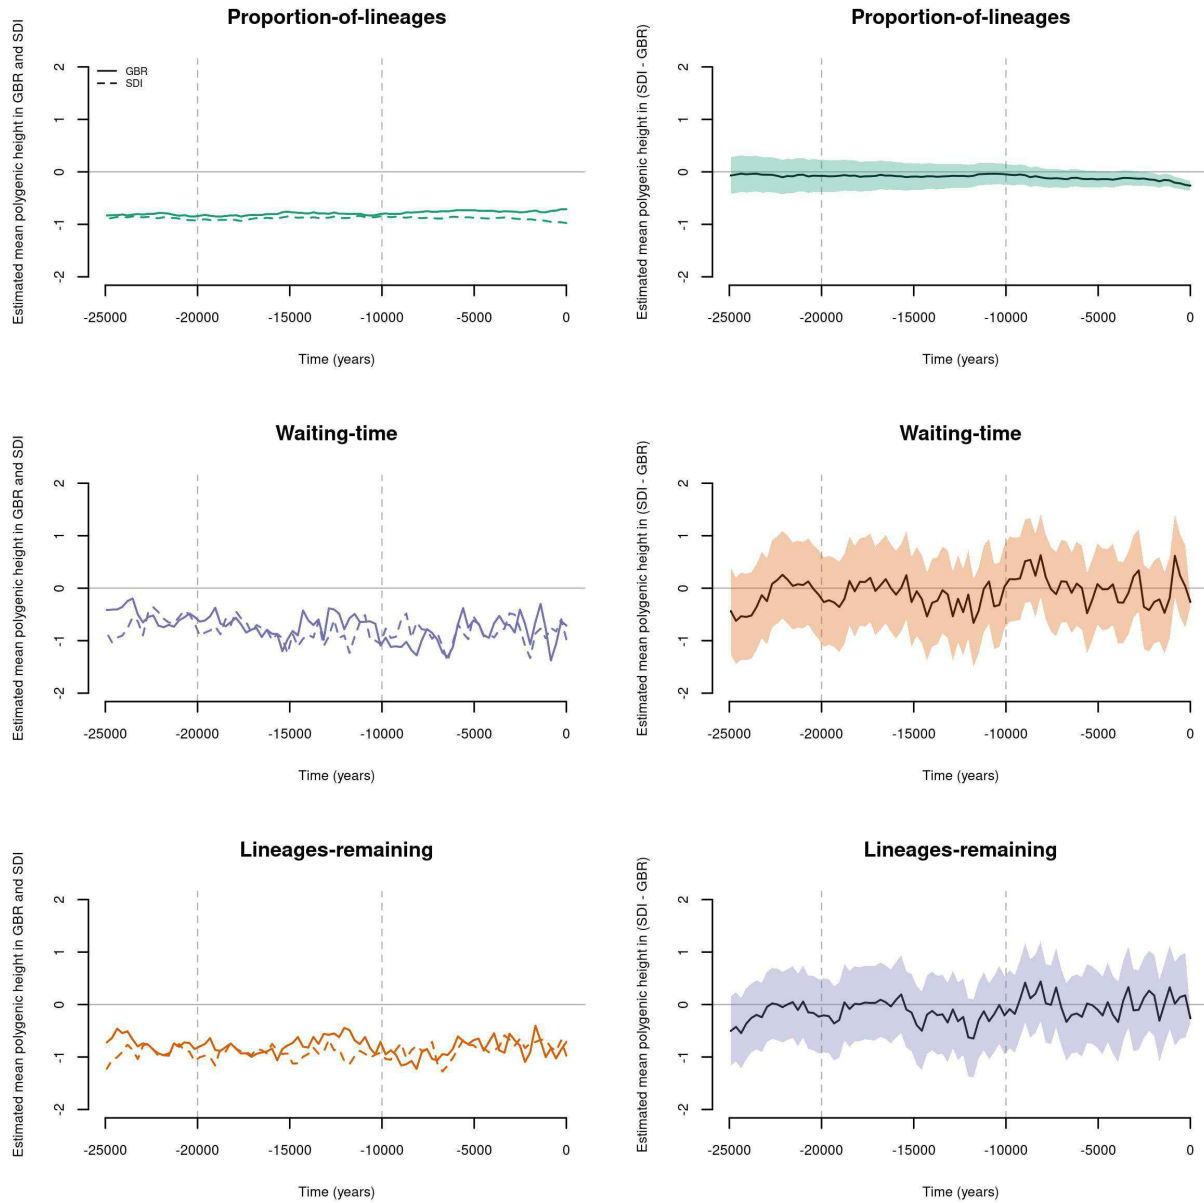 Proportion-of-lineages
Estimated mean polygenic height in GBR and SDI
2
1
0
-1
-2
GBR
SDI
-25000 -20000 -15000 -10000 -5000 0
Time (years)
Proportion-of-lineages
Estimated mean polygenic height in (SDI - GBR)
2
1
0
-1
-2
-25000 -20000 -15000 -10000 -5000 0
Time (years)
Waiting-time
Estimated mean polygenic height in GBR and SDI
2
1
0
-1
-2
-25000 -20000 -15000 -10000 -5000 0
Time (years)
Waiting-time
Estimated mean polygenic height in (SDI - GBR)
2
1
0
-1
-2
-25000 -20000 -15000 -10000 -5000 0
Time (years)
Lineages-remaining
Estimated mean polygenic height in GBR and SDI
2
1
0
-1
-2
-25000 -20000 -15000 -10000 -5000 0
Time (years)
Lineages-remaining
Estimated mean polygenic height in (SDI - GBR)
2
1
0
-1
-2
-25000 -20000 -15000 -10000 -5000 0
Time (years)